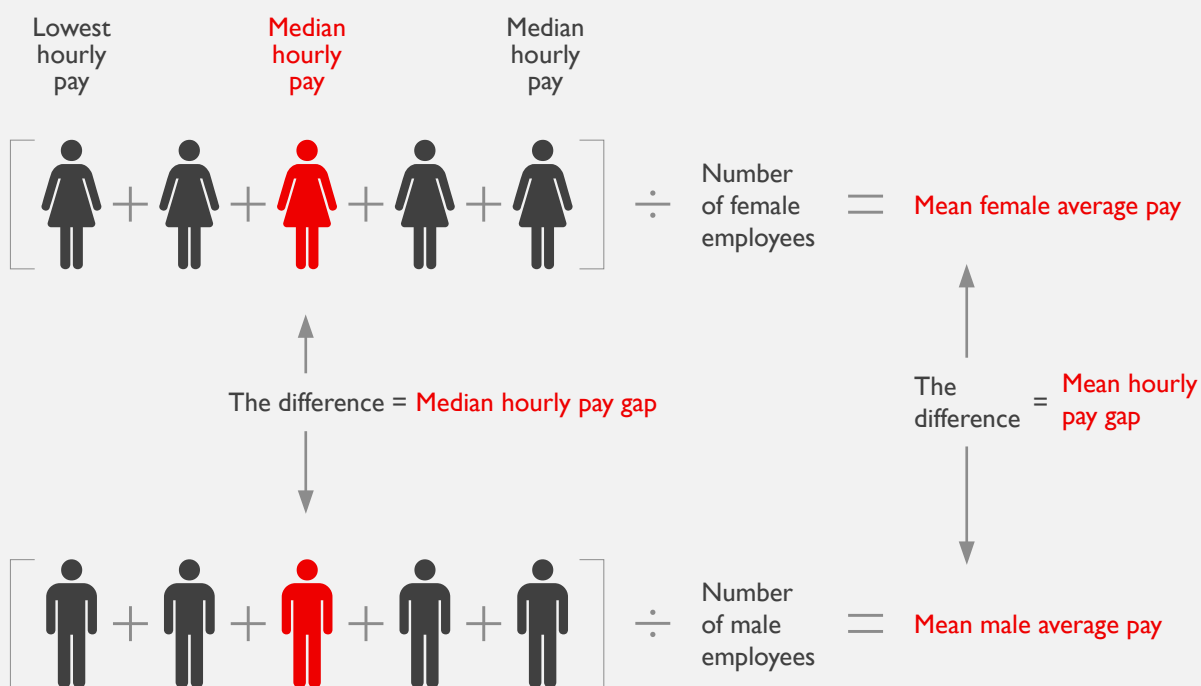 Lowest
hourly
pay
Median
hourly
pay
Median
hourly
pay
+ + + + ÷
Number
of female
employees
=
Mean female average pay
The difference = Median hourly pay gap
The
difference
=
Mean hourly
pay gap
+ + + + ÷
Number
of male
employees
=
Mean male average pay